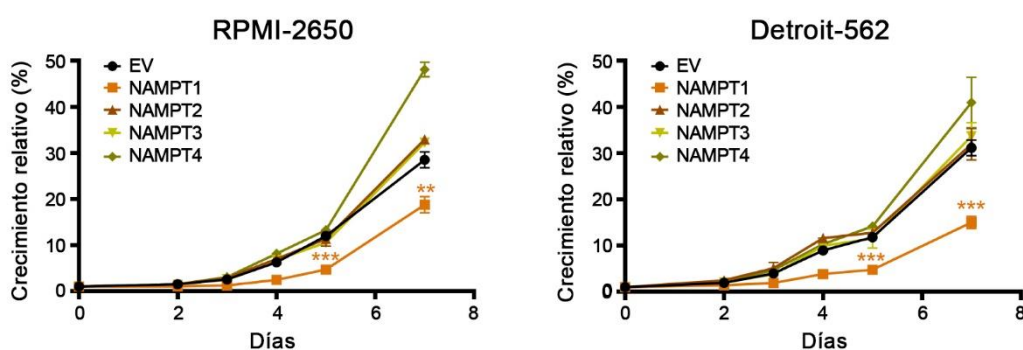 RPMI-2650
Crecimiento relativo (%)
50
40
30
20
10
0
EV
NAMPT1
NAMPT2
NAMPT3
NAMPT4
***
**
0 2 4 6 8
Días
Detroit-562
Crecimiento relativo (%)
50
40
30
20
10
0
EV
NAMPT1
NAMPT2
NAMPT3
NAMPT4
***
***
0 2 4 6 8
Días